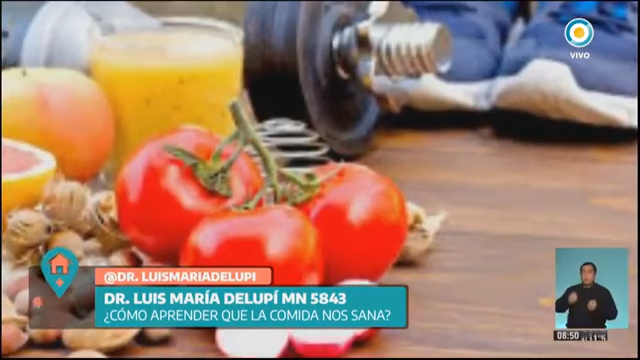 VIVO
@DR. LUISMARIADELUPI
DR. LUIS MARÍA DELUPÍ MN 5843
¿CÓMO APRENDER QUE LA COMIDA NOS SANA?
08:50